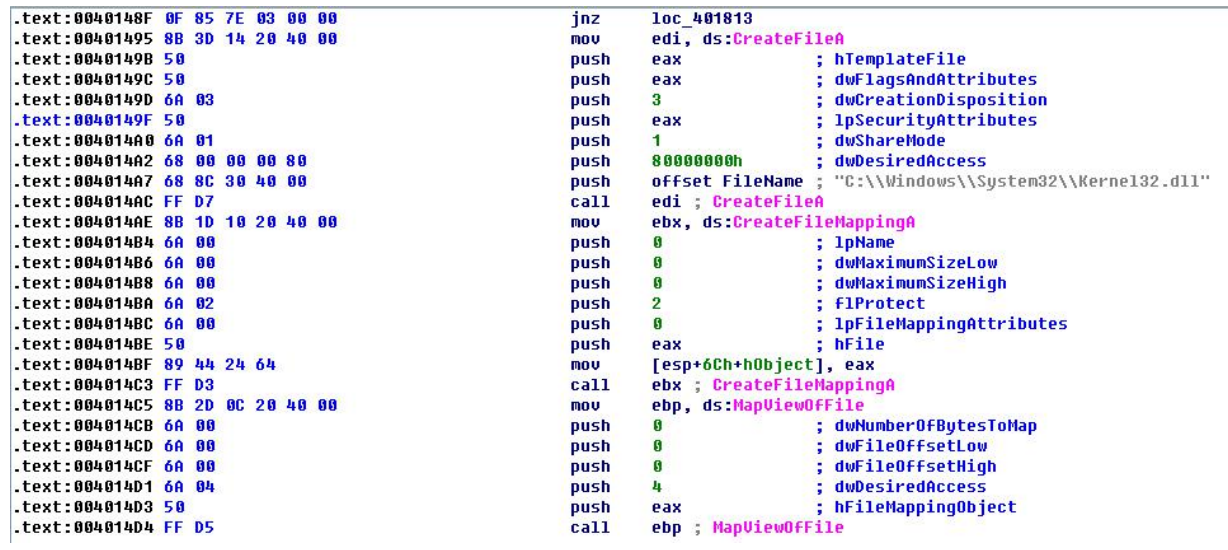 .text:0040148F 0F 85 7E 03 00 00 jnz loc_401813
.text:00401495 8B 3D 14 20 40 00 mov edi, ds:CreateFileA
.text:0040149B 50 push eax ; hTemplateFile
.text:0040149C 50 push eax ; dwFlagsAndAttributes
.text:0040149D 6A 03 push 3 ; dwCreationDisposition
.text:0040149F 50 push eax ; lpSecurityAttributes
.text:004014A0 6A 01 push 1 ; dwShareMode
.text:004014A2 68 00 00 00 80 push 80000000h ; dwDesiredAccess
.text:004014A7 68 8C 30 40 00 push offset FileName ; "C:\\Windows\\System32\\Kernel32.dll"
.text:004014AC FF D7 call edi ; CreateFileA
.text:004014AE 8B 1D 10 20 40 00 mov ebx, ds:CreateFileMappingA
.text:004014B4 6A 00 push 0 ; lpName
.text:004014B6 6A 00 push 0 ; dwMaximumSizeLow
.text:004014B8 6A 00 push 0 ; dwMaximumSizeHigh
.text:004014BA 6A 02 push 2 ; flProtect
.text:004014BC 6A 00 push 0 ; lpFileMappingAttributes
.text:004014BE 50 push eax ; hFile
.text:004014BF 89 44 24 64 mov [esp+6Ch+hObject], eax
.text:004014C3 FF D3 call ebx ; CreateFileMappingA
.text:004014C5 8B 2D 0C 20 40 00 mov ebp, ds:MapViewOfFile
.text:004014CB 6A 00 push 0 ; dwNumberOfBytesToMap
.text:004014CD 6A 00 push 0 ; dwFileOffsetLow
.text:004014CF 6A 00 push 0 ; dwFileOffsetHigh
.text:004014D1 6A 04 push 4 ; dwDesiredAccess
.text:004014D3 50 push eax ; hFileMappingObject
.text:004014D4 FF D5 call ebp ; MapViewOfFile